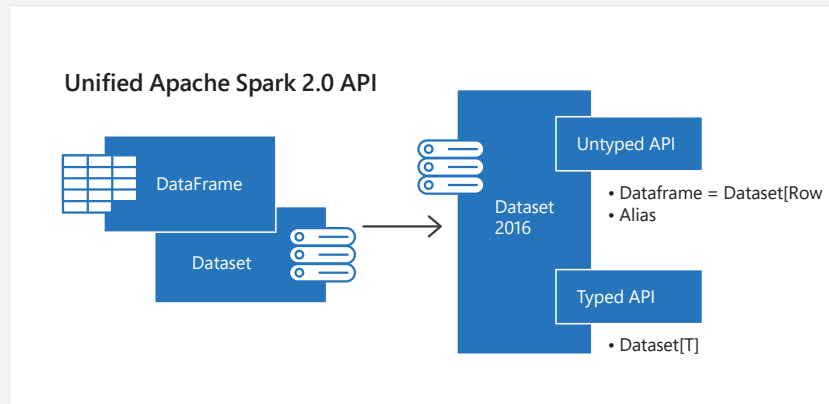 Unified Apache Spark 2.0 API
DataFrame
Dataset
Dataset
2016
Untyped API
• Dataframe = Dataset[Row
• Alias
Typed API
• Dataset[T]